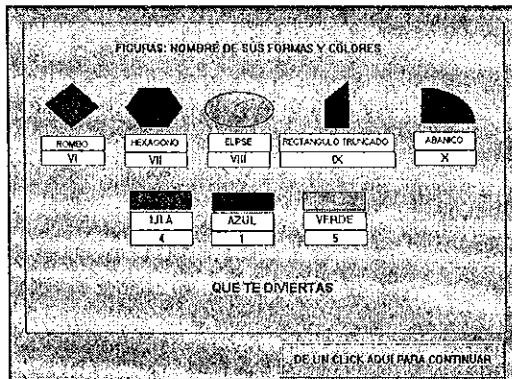 FIGURAS: NOMBRE DE SUS FORMAS Y COLORES
ROMBO HEXAGONO ELIPSE RECTANGULO TRUNCADO ABANICO
VI VII VIII IX X
LILA AZUL VERDE
4 1 5
QUE TE DIVIERTAS
DE UN CLICK AQUI PARA CONTINUAR